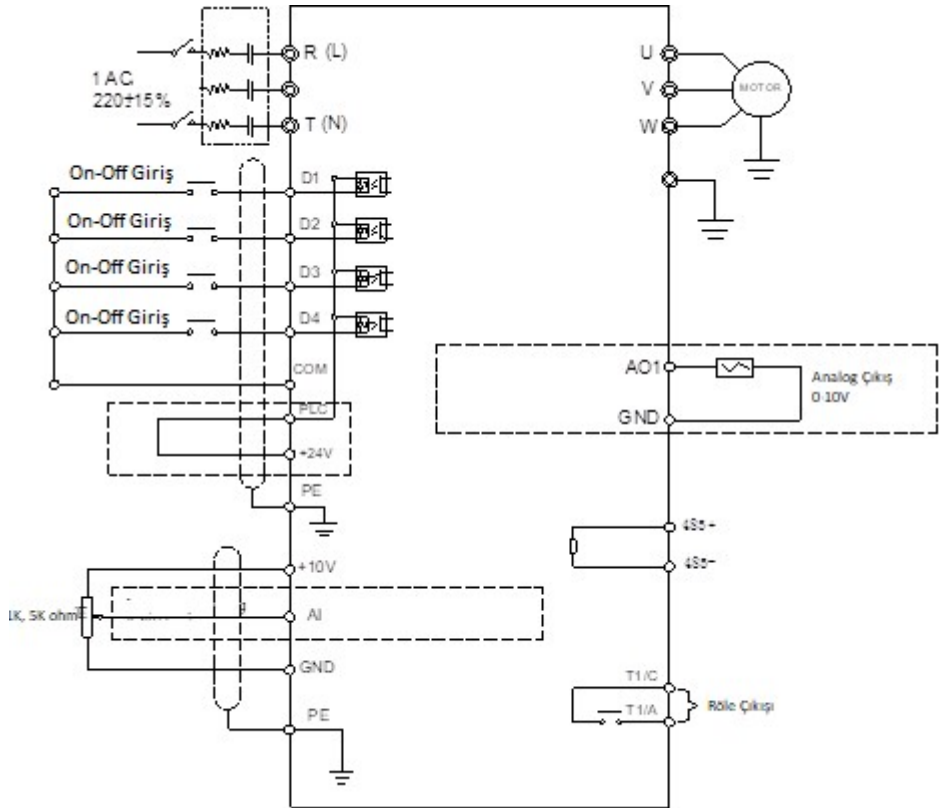 R (L)
1 AC
220±15%
T (N)
U
V
W
MOTOR
On-Off Giriş
D1
On-Off Giriş
D2
On-Off Giriş
D3
On-Off Giriş
D4
COM
PLC
+24V
PE
+10V
1K, 5K ohm
AI
GND
PE
AO1
GND
Analog Çıkış
0-10V
485+
485-
T1/C
T1/A
Röle Çıkışı